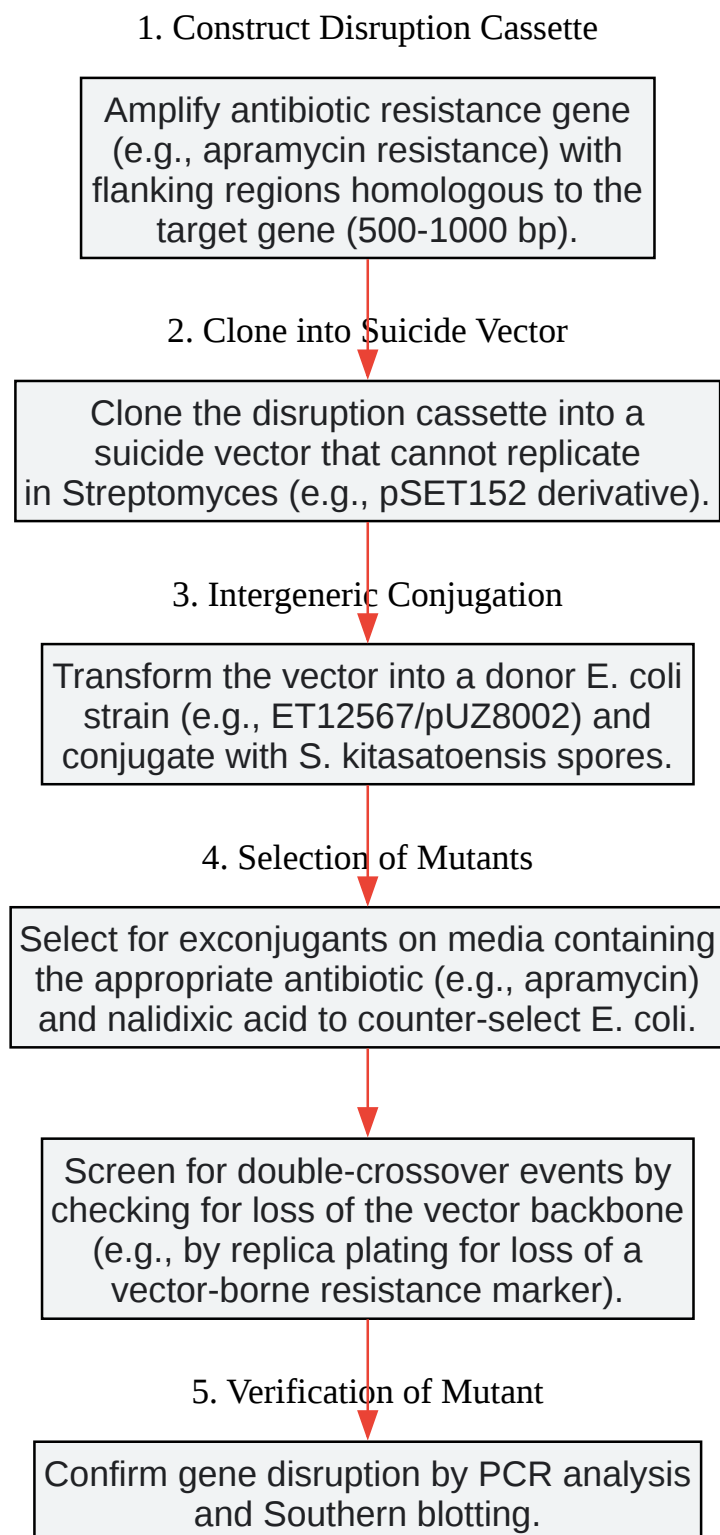 1. Construct Disruption Cassette
Amplify antibiotic resistance gene
(e.g., apramycin resistance) with
flanking regions homologous to the
target gene (500-1000 bp).
2. Clone into Suicide Vector
Clone the disruption cassette into a
suicide vector that cannot replicate
in Streptomyces (e.g., pSET152 derivative).
3. Intergeneric Conjugation
Transform the vector into a donor E. coli
strain (e.g., ET12567/pUZ8002) and
conjugate with S. kitasatoensis spores.
4. Selection of Mutants
Select for exconjugants on media containing
the appropriate antibiotic (e.g., apramycin)
and nalidixic acid to counter-select E. coli.
Screen for double-crossover events by
checking for loss of the vector backbone
(e.g., by replica plating for loss of a
vector-borne resistance marker).
5. Verification of Mutant
Confirm gene disruption by PCR analysis
and Southern blotting.